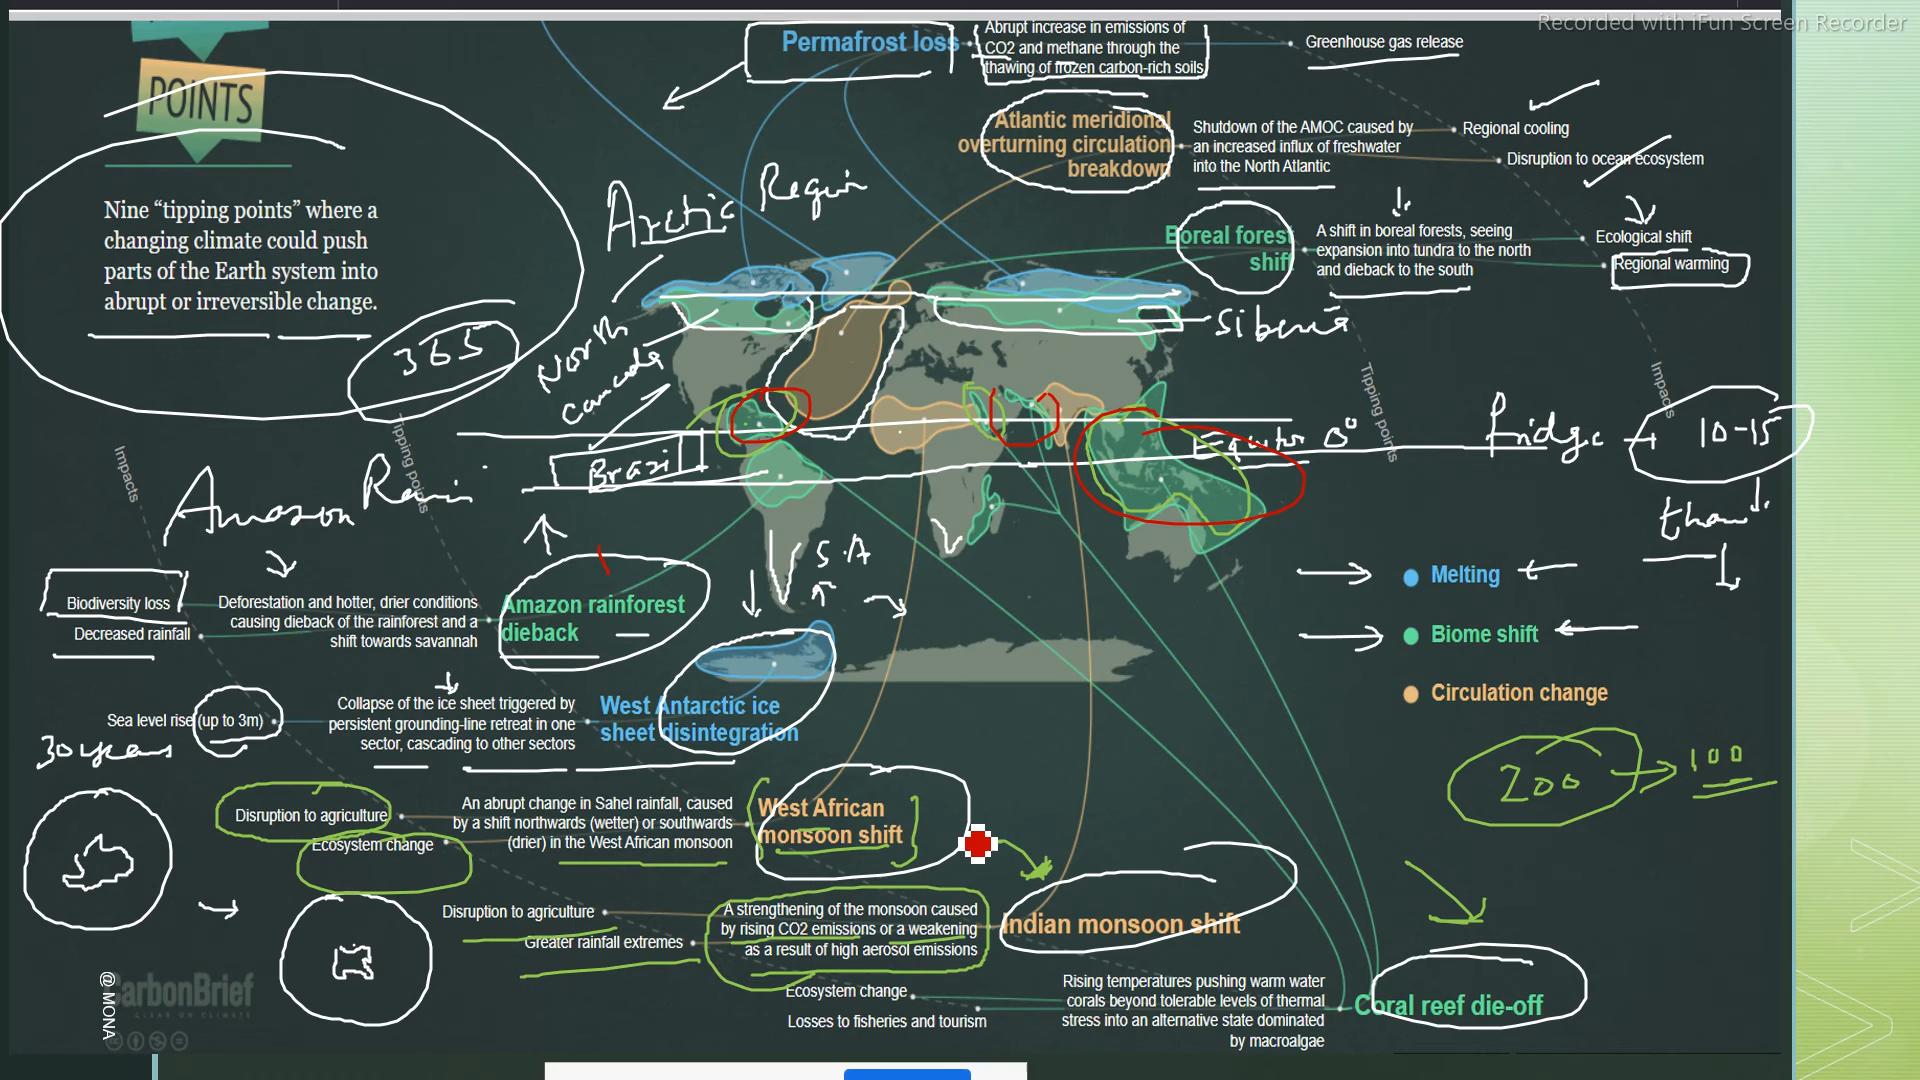 Recorded with iFun Screen Recorder
POINTS
Nine “tipping points” where a
changing climate could push
parts of the Earth system into
abrupt or irreversible change.
365
Permafrost loss
Abrupt increase in emissions of
CO2 and methane through the
thawing of frozen carbon-rich soils
Greenhouse gas release
Atlantic meridional
overturning circulation
breakdown
Shutdown of the AMOC caused by
an increased influx of freshwater
into the North Atlantic
Regional cooling
Disruption to ocean ecosystem
Boreal forest
shift
A shift in boreal forests, seeing
expansion into tundra to the north
and dieback to the south
Ecological shift
Regional warming
Arctic
North
Canada
Siberia
Brazil
Equator 0°
Tipping points
Impacts
10-15
Impacts
Tipping points
Amazon
S.A
Melting
Biome shift
Circulation change
Amazon rainforest
dieback
Deforestation and hotter, drier conditions
causing dieback of the rainforest and a
shift towards savannah
Biodiversity loss
Decreased rainfall
West Antarctic ice
sheet disintegration
Collapse of the ice sheet triggered by
persistent grounding-line retreat in one
sector, cascading to other sectors
Sea level rise (up to 3m)
30 years
200
100
West African
monsoon shift
An abrupt change in Sahel rainfall, caused
by a shift northwards (wetter) or southwards
(drier) in the West African monsoon
Disruption to agriculture
Ecosystem change
Indian monsoon shift
A strengthening of the monsoon caused
by rising CO2 emissions or a weakening
as a result of high aerosol emissions
Disruption to agriculture
Greater rainfall extremes
Coral reef die-off
Rising temperatures pushing warm water
corals beyond tolerable levels of thermal
stress into an alternative state dominated
by macroalgae
Ecosystem change
Losses to fisheries and tourism
CarbonBrief
CLEAR ON CLIMATE
@ MONA